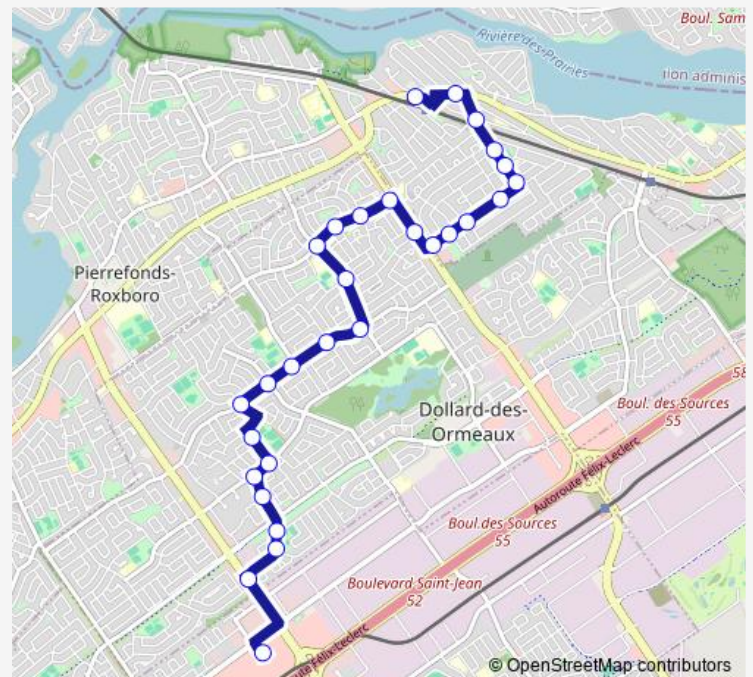 Boul. Sam
Rivière des Prairies
tion adminis
Pierrefonds-
Roxboro
58
Boul. des Sources
55
Dollard-des-
Ormeaux
Autoroute Félix-Leclerc
Boul.des Sources
55
Boulevard Saint-Jean
52
oute Félix-Leclerc
© OpenStreetMap contributors